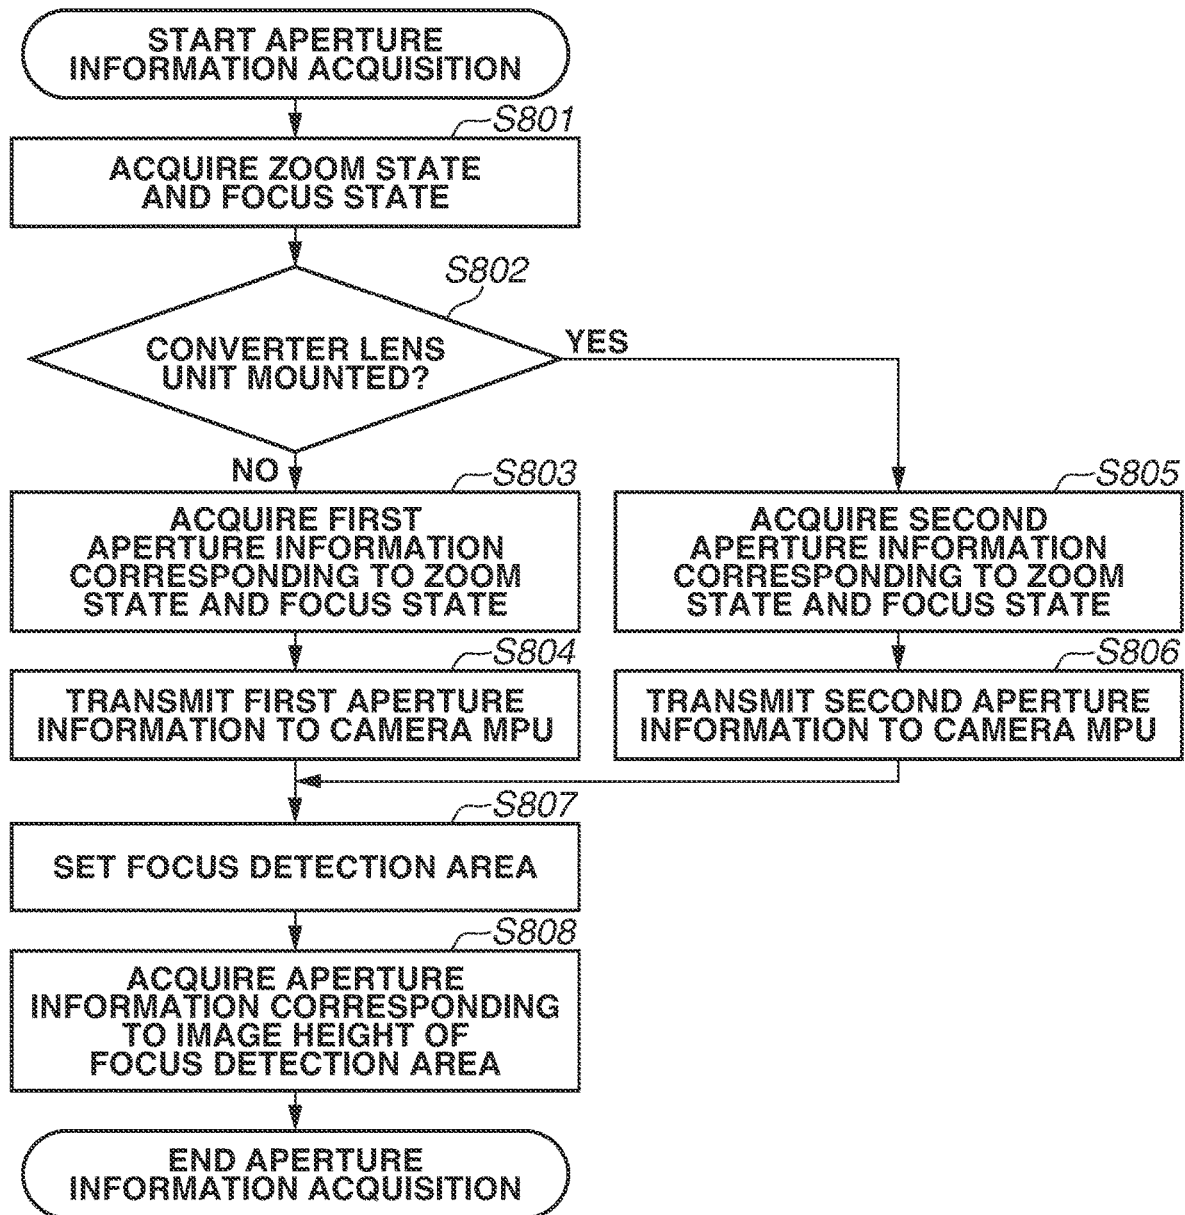 START APERTURE
INFORMATION ACQUISITION
S801
ACQUIRE ZOOM STATE
AND FOCUS STATE
S802
CONVERTER LENS
UNIT MOUNTED?
YES
NO
S803
ACQUIRE FIRST
APERTURE INFORMATION
CORRESPONDING TO ZOOM
STATE AND FOCUS STATE
S805
ACQUIRE SECOND
APERTURE INFORMATION
CORRESPONDING TO ZOOM
STATE AND FOCUS STATE
S804
TRANSMIT FIRST APERTURE
INFORMATION TO CAMERA MPU
S806
TRANSMIT SECOND APERTURE
INFORMATION TO CAMERA MPU
S807
SET FOCUS DETECTION AREA
S808
ACQUIRE APERTURE
INFORMATION CORRESPONDING
TO IMAGE HEIGHT OF
FOCUS DETECTION AREA
END APERTURE
INFORMATION ACQUISITION